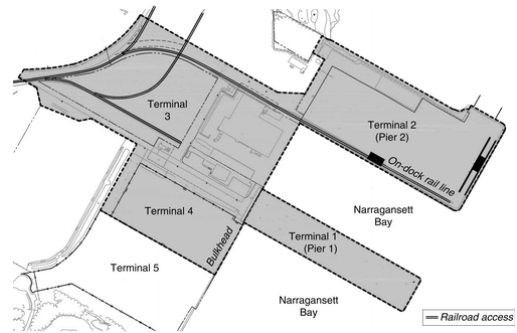 Terminal
3
Terminal 2
(Pier 2)
On-dock rail line
Terminal 4
Narragansett
Bay
Terminal 1
(Pier 1)
Bulkhead
Terminal 5
Narragansett
Bay
Railroad access